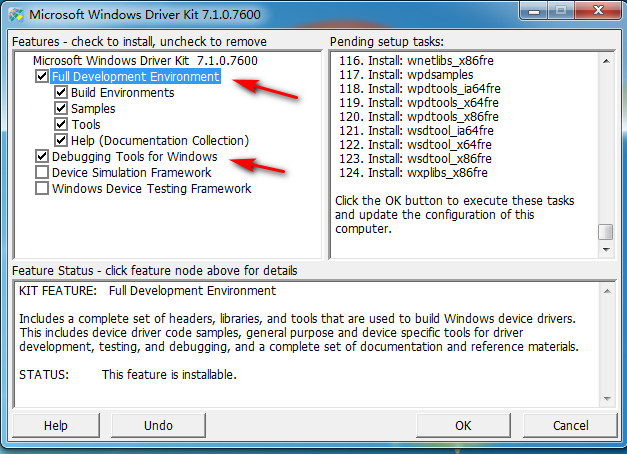 Microsoft Windows Driver Kit 7.1.0.7600
Features - check to install, uncheck to remove
Microsoft Windows Driver Kit 7.1.0.7600
Full Development Environment
Build Environments
Samples
Tools
Help (Documentation Collection)
Debugging Tools for Windows
Device Simulation Framework
Windows Device Testing Framework
Pending setup tasks:
116. Install: wnetlibs_x86fre
117. Install: wpdsamples
118. Install: wpdtools_ia64fre
119. Install: wpdtools_x64fre
120. Install: wpdtools_x86fre
121. Install: wsdtool_ia64fre
122. Install: wsdtool_x64fre
123. Install: wsdtool_x86fre
124. Install: wxplibs_x86fre
Click the OK button to execute these tasks
and update the configuration of this
computer.
Feature Status - click feature node above for details
KIT FEATURE: Full Development Environment
Includes a complete set of headers, libraries, and tools that are used to build Windows device drivers.
This includes device driver code samples, general purpose and device specific tools for driver
development, testing, and debugging, and a complete set of documentation and reference materials.
STATUS: This feature is installable.
Help
Undo
OK
Cancel